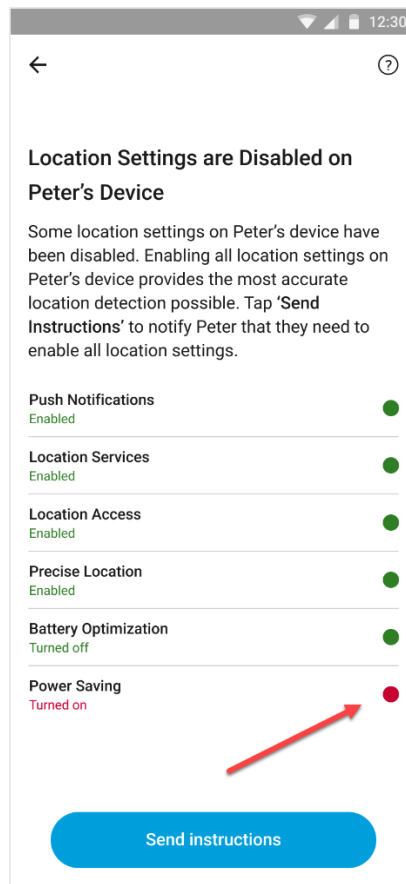 12:30
?
Location Settings are Disabled on
Peter's Device
Some location settings on Peter's device have
been disabled. Enabling all location settings on
Peter's device provides the most accurate
location detection possible. Tap 'Send
Instructions' to notify Peter that they need to
enable all location settings.
Push Notifications
Enabled
Location Services
Enabled
Location Access
Enabled
Precise Location
Enabled
Battery Optimization
Turned off
Power Saving
Turned on
Send instructions